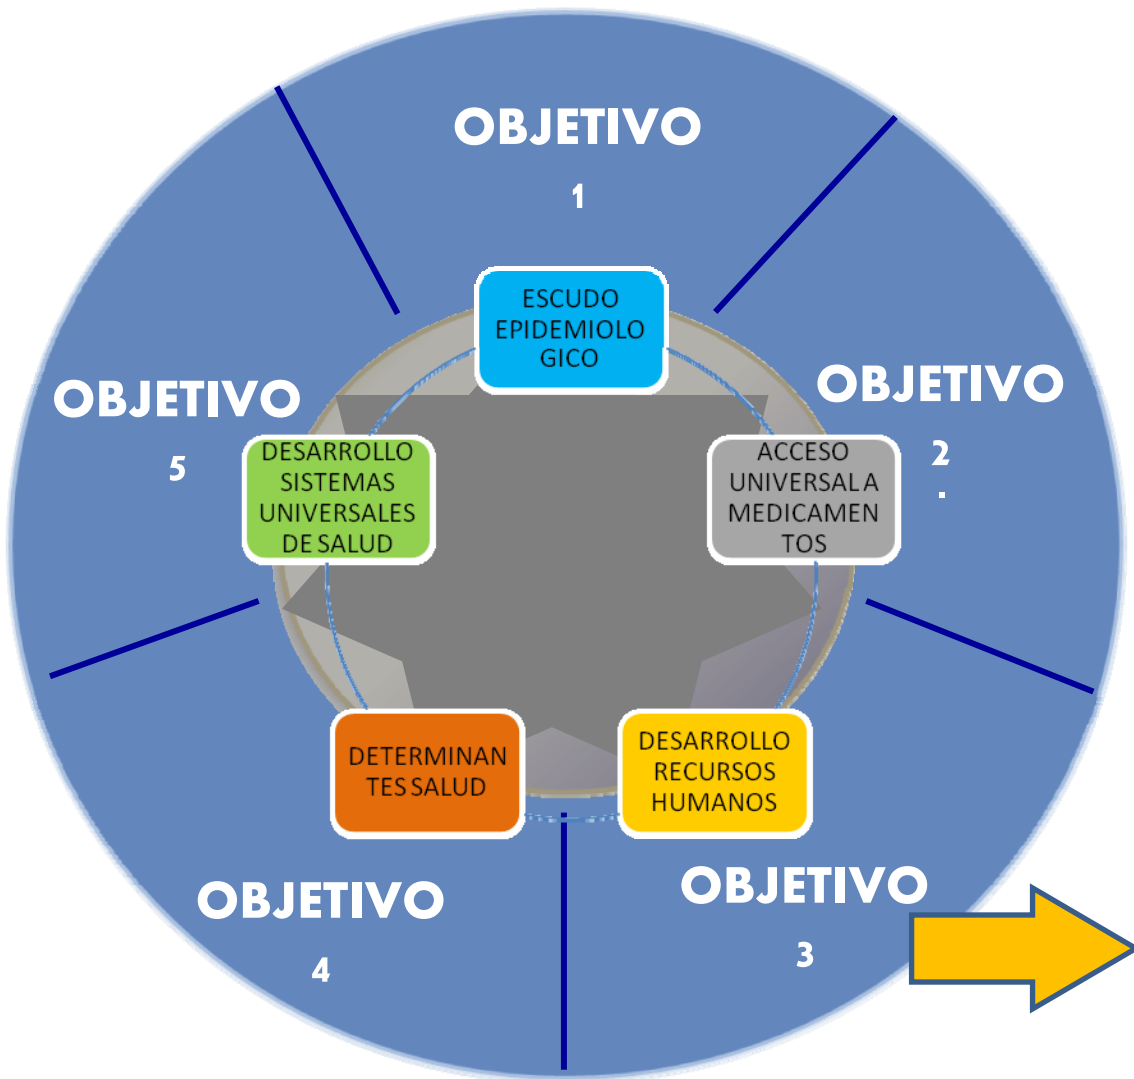 OBJETIVO
1
ESCUDO
EPIDEMIOLO
GICO
OBJETIVO
2
.
ACCESO
UNIVERSAL A
MEDICAMEN
TOS
DESARROLLO
RECURSOS
HUMANOS
OBJETIVO
3
DETERMINAN
TES SALUD
OBJETIVO
4
OBJETIVO
5
DESARROLLO
SISTEMAS
UNIVERSALES
DE SALUD